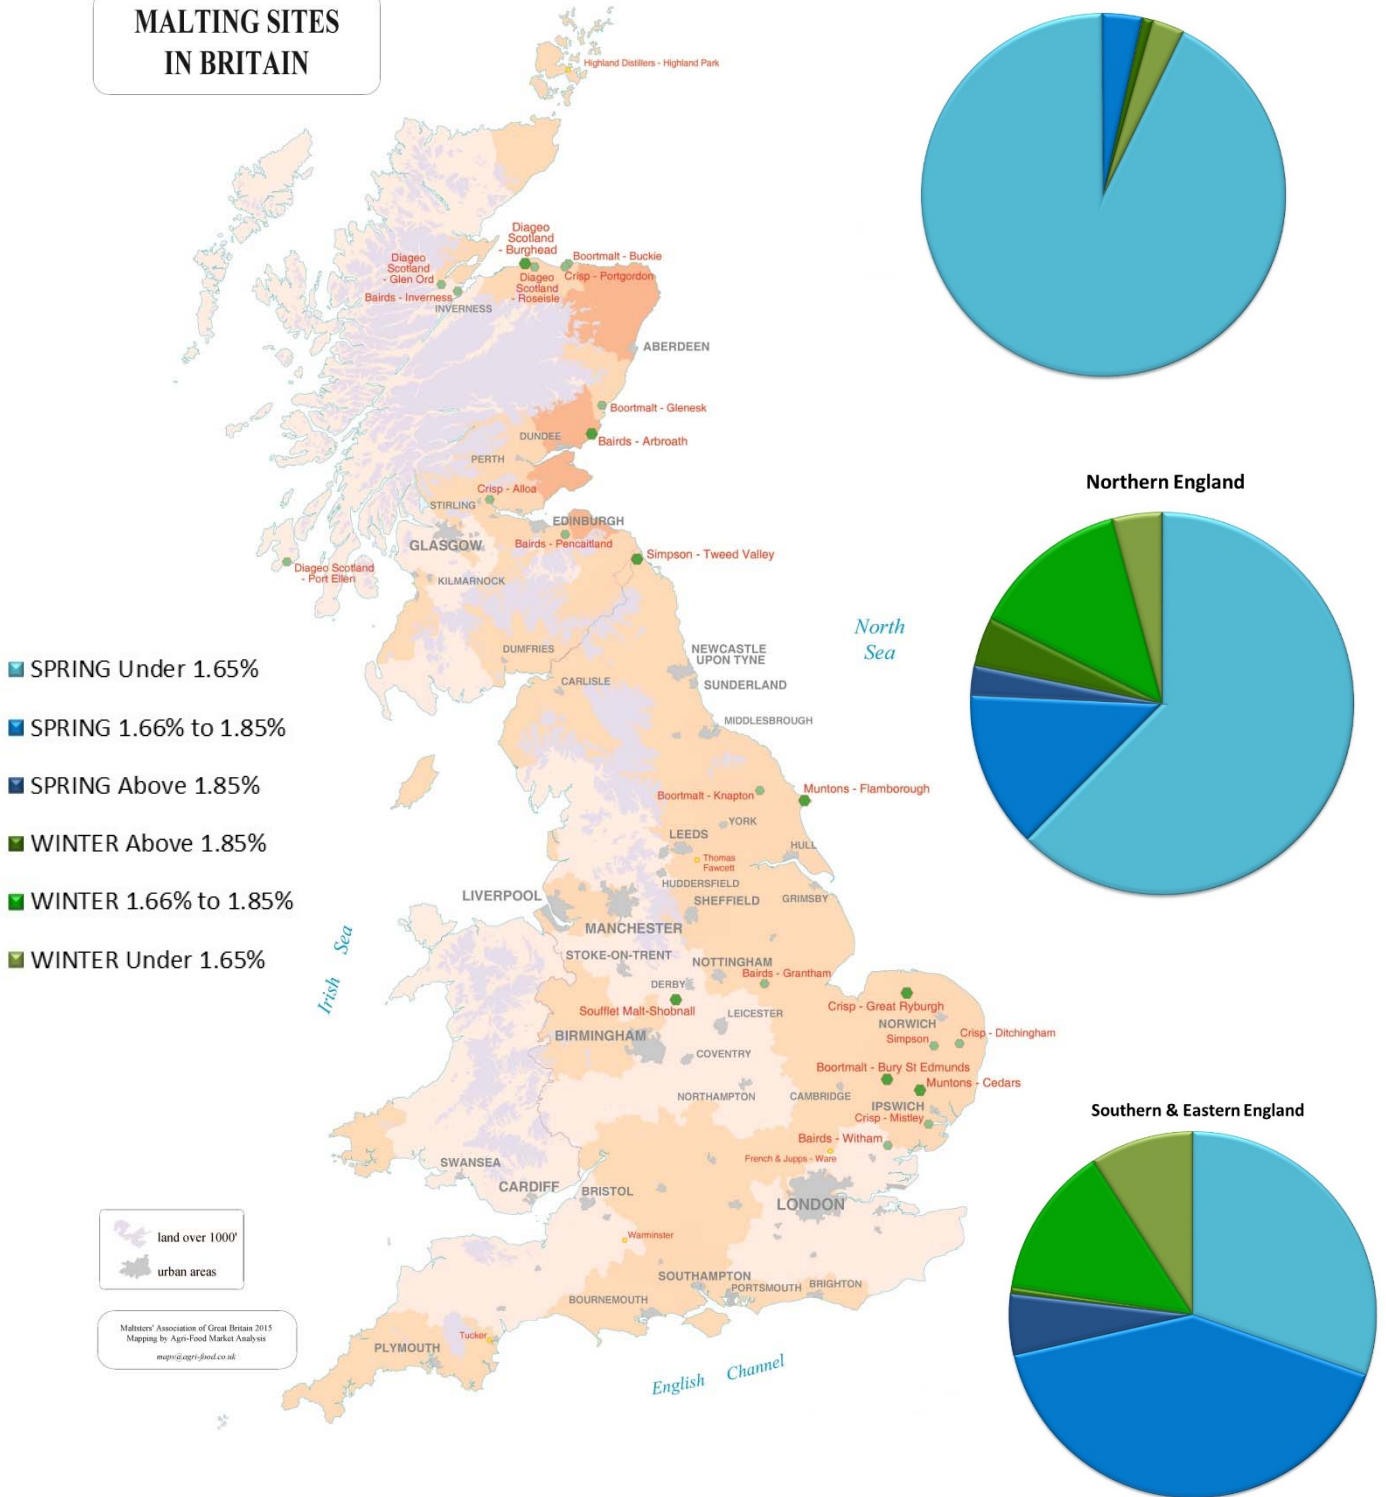 MALTING SITES
IN BRITAIN
Highland Distillers - Highland Park
Diageo
Scotland
- Burghead
Boortmalt - Buckie
Diageo
Scotland
- Glen Ord
Diageo
Scotland
- Roseisle
Crisp - Portgordon
Bairds - Inverness
INVERNESS
ABERDEEN
Boortmalt - Glenesk
DUNDEE
Bairds - Arbroath
PERTH
Northern England
Crisp - Alloa
STIRLING
EDINBURGH
GLASGOW
Bairds - Pencaitland
Simpson - Tweed Valley
Diageo Scotland
- Port Ellen
KILMARNOCK
North
Sea
DUMFRIES
NEWCASTLE
UPON TYNE
SPRING Under 1.65%
CARLISLE
SUNDERLAND
SPRING 1.66% to 1.85%
MIDDLESBROUGH
SPRING Above 1.85%
Boortmalt - Knapton
Muntons - Flamborough
YORK
LEEDS
WINTER Above 1.85%
HULL
Thomas
Fawcett
HUDDERSFIELD
LIVERPOOL
SHEFFIELD
GRIMSBY
WINTER 1.66% to 1.85%
MANCHESTER
Irish Sea
STOKE-ON-TRENT
NOTTINGHAM
WINTER Under 1.65%
Bairds - Grantham
DERBY
Soufflet Malt-Shobnall
LEICESTER
Crisp - Great Ryburgh
NORWICH
BIRMINGHAM
Simpson
Crisp - Ditchingham
COVENTRY
Boortmalt - Bury St Edmunds
Muntons - Cedars
NORTHAMPTON
CAMBRIDGE
IPSWICH
Crisp - Mistley
Southern & Eastern England
Bairds - Witham
French & Jupps - Ware
SWANSEA
CARDIFF
BRISTOL
LONDON
land over 1000'
urban areas
Warminster
SOUTHAMPTON
PORTSMOUTH
BRIGHTON
BOURNEMOUTH
Maltsters' Association of Great Britain 2015
Mapping by Agri-Food Market Analysis
maps@agri-food.co.uk
Tucker
PLYMOUTH
English Channel